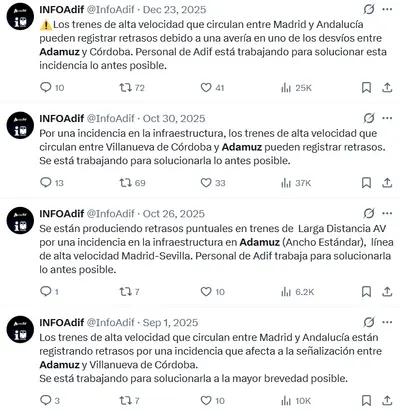 INFOAdif @InfoAdif · Dec 23, 2025
⚠️Los trenes de alta velocidad que circulan entre Madrid y Andalucía
pueden registrar retrasos debido a una avería en uno de los desvíos entre
Adamuz y Córdoba. Personal de Adif está trabajando para solucionar esta
incidencia lo antes posible.
10 72 41 25K
INFOAdif @InfoAdif · Oct 30, 2025
Por una incidencia en la infraestructura, los trenes de alta velocidad que
circulan entre Villanueva de Córdoba y Adamuz pueden registrar retrasos.
Se está trabajando para solucionarla lo antes posible.
13 69 33 37K
INFOAdif @InfoAdif · Oct 26, 2025
Se están produciendo retrasos puntuales en trenes de Larga Distancia AV
por una incidencia en la infraestructura en Adamuz (Ancho Estándar), línea
de alta velocidad Madrid-Sevilla. Personal de Adif trabaja para solucionarla
lo antes posible.
1 7 10 6.2K
INFOAdif @InfoAdif · Sep 1, 2025
Los trenes de alta velocidad que circulan entre Madrid y Andalucía están
registrando retrasos por una incidencia que afecta a la señalización entre
Adamuz y Villanueva de Córdoba.
Se está trabajando para solucionarla a la mayor brevedad posible.
3 7 10 10K